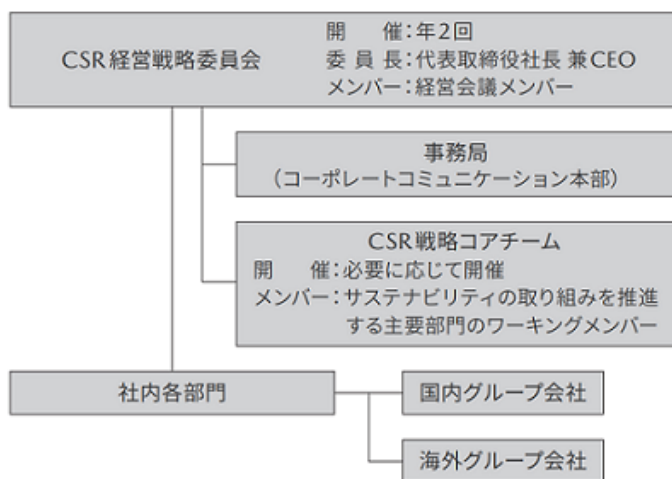 CSR経営戦略委員会
開　催：年2回
委員長：代表取締役社長 兼CEO
メンバー：経営会議メンバー
事務局
（コーポレートコミュニケーション本部）
CSR戦略コアチーム
開　催：必要に応じて開催
メンバー：サステナビリティの取り組みを推進
する主要部門のワーキングメンバー
社内各部門
国内グループ会社
海外グループ会社